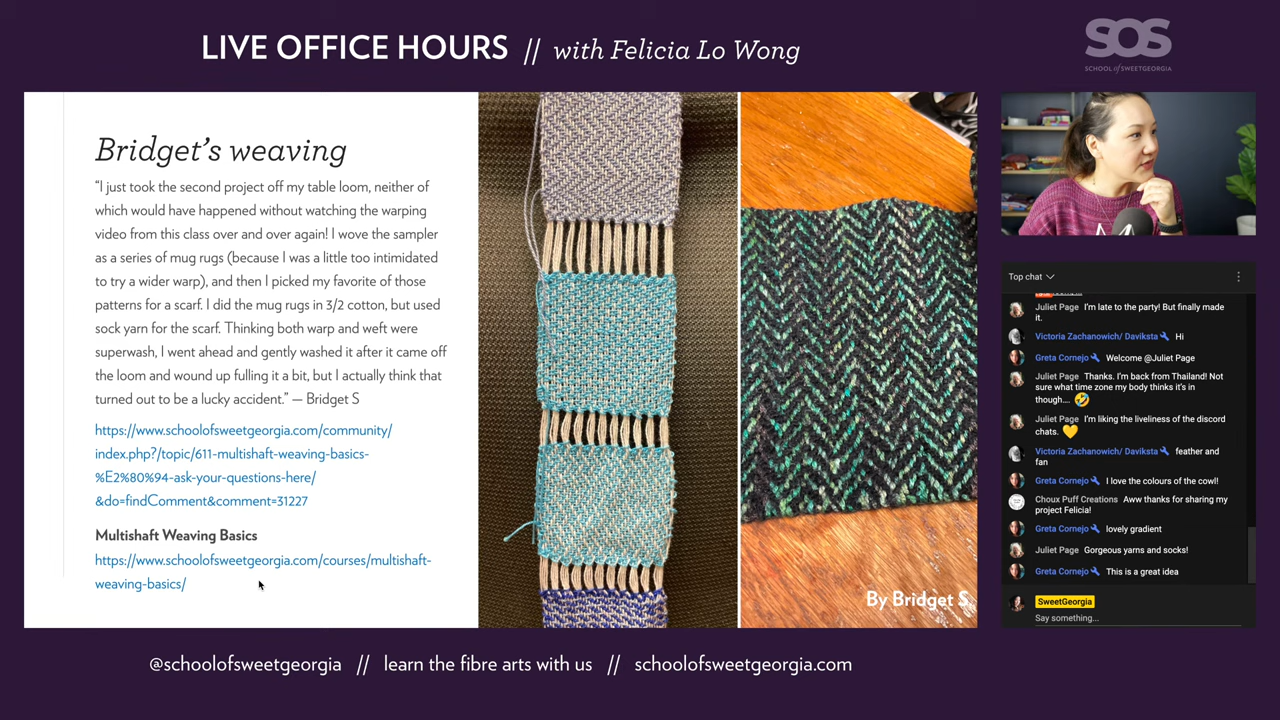 LIVE OFFICE HOURS // with Felicia Lo Wong
SOS
SCHOOL of SWEETGEORGIA
Bridget's weaving
“I just took the second project off my table loom, neither of
which would have happened without watching the warping
video from this class over and over again! I wove the sampler
as a series of mug rugs (because I was a little too intimidated
to try a wider warp), and then I picked my favorite of those
patterns for a scarf. I did the mug rugs in 3/2 cotton, but used
sock yarn for the scarf. Thinking both warp and weft were
superwash, I went ahead and gently washed it after it came off
the loom and wound up fulling it a bit, but I actually think that
turned out to be a lucky accident.” — Bridget S
https://www.schoolofsweetgeorgia.com/community/
index.php?/topic/611-multishaft-weaving-basics-
%E2%80%94-ask-your-questions-here/
&do=findComment&comment=31227
Multishaft Weaving Basics
https://www.schoolofsweetgeorgia.com/courses/multishaft-
weaving-basics/
By Bridget S.
Top chat
Juliet Page I'm late to the party! But finally made
it.
Victoria Zachanowich/ Daviksta Hi
Greta Cornejo Welcome @Juliet Page
Juliet Page Thanks. I'm back from Thailand! Not
sure what time zone my body thinks it's in
though.... 🤣
Juliet Page I'm liking the liveliness of the discord
chats. 💛
Victoria Zachanowich/ Daviksta feather and
fan
Greta Cornejo I love the colours of the cowl!
Choux Puff Creations Aww thanks for sharing my
project Felicia!
Greta Cornejo lovely gradient
Juliet Page Gorgeous yarns and socks!
Greta Cornejo This is a great idea
SweetGeorgia
Say something...
@schoolofsweetgeorgia // learn the fibre arts with us // schoolofsweetgeorgia.com